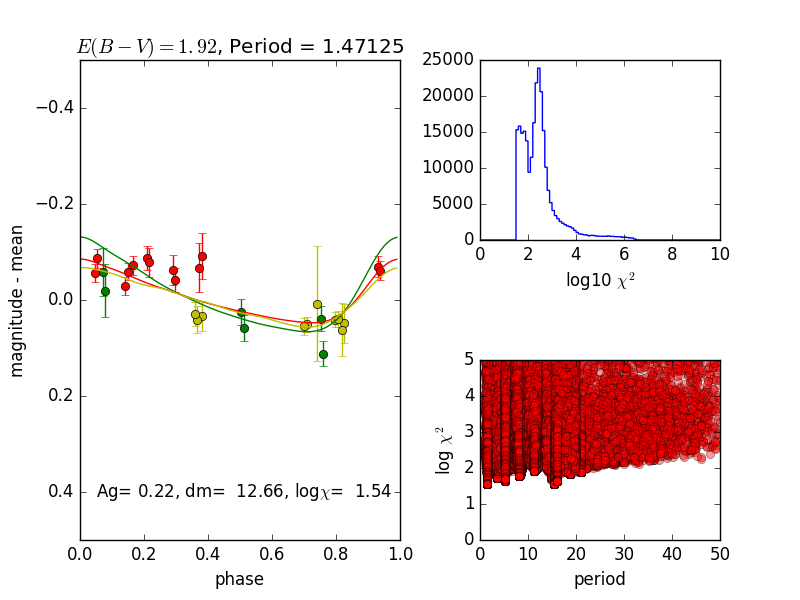 E(B−V)=1.92, Period = 1.47125
−0.4
−0.2
0.0
0.2
0.4
magnitude - mean
Ag= 0.22, dm= 12.66, logχ= 1.54
0.0 0.2 0.4 0.6 0.8 1.0
phase
25000
20000
15000
10000
5000
0
0 2 4 6 8 10
log10 χ²
5
4
3
2
1
0
log χ²
0 10 20 30 40 50
period